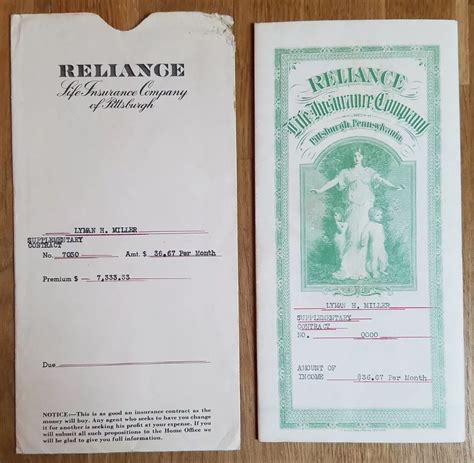 RELIANCE
Life Insurance Company
of Pittsburgh
LYMAN H. MILLER
SUPPLEMENTARY
CONTRACT
No. 7030 Amt. $ 36.67 Per Month
Premium $ — 7,333.33
Due
NOTICE:—This is as good an insurance contract as the
money will buy. Any agent who seeks to have you change
it for another is seeking his profit at your expense. If you
will submit all such propositions to the Home Office we
will be glad to give you full information.
RELIANCE
Life Insurance Company
Pittsburgh, Pennsylvania.
LYMAN H. MILLER
SUPPLEMENTARY
CONTRACT
NO. 0000
AMOUNT OF
INCOME $36.67 Per Month